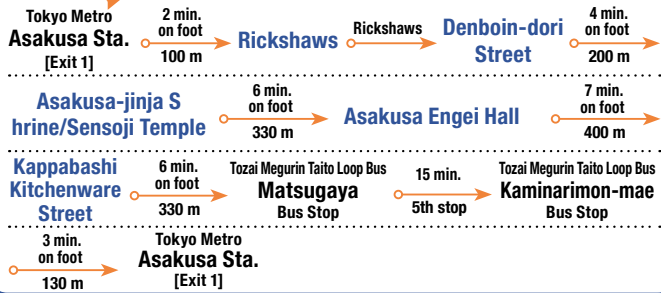 Tokyo Metro
Asakusa Sta.
[Exit 1]
2 min.
on foot
100 m
Rickshaws
Rickshaws
Denboin-dori
Street
4 min.
on foot
200 m
Asakusa-jinja S
hrine/Sensoji Temple
6 min.
on foot
330 m
Asakusa Engei Hall
7 min.
on foot
400 m
Kappabashi
Kitchenware
Street
6 min.
on foot
330 m
Tozai Megurin Taito Loop Bus
Matsugaya
Bus Stop
15 min.
5th stop
Tozai Megurin Taito Loop Bus
Kaminarimon-mae
Bus Stop
3 min.
on foot
130 m
Tokyo Metro
Asakusa Sta.
[Exit 1]